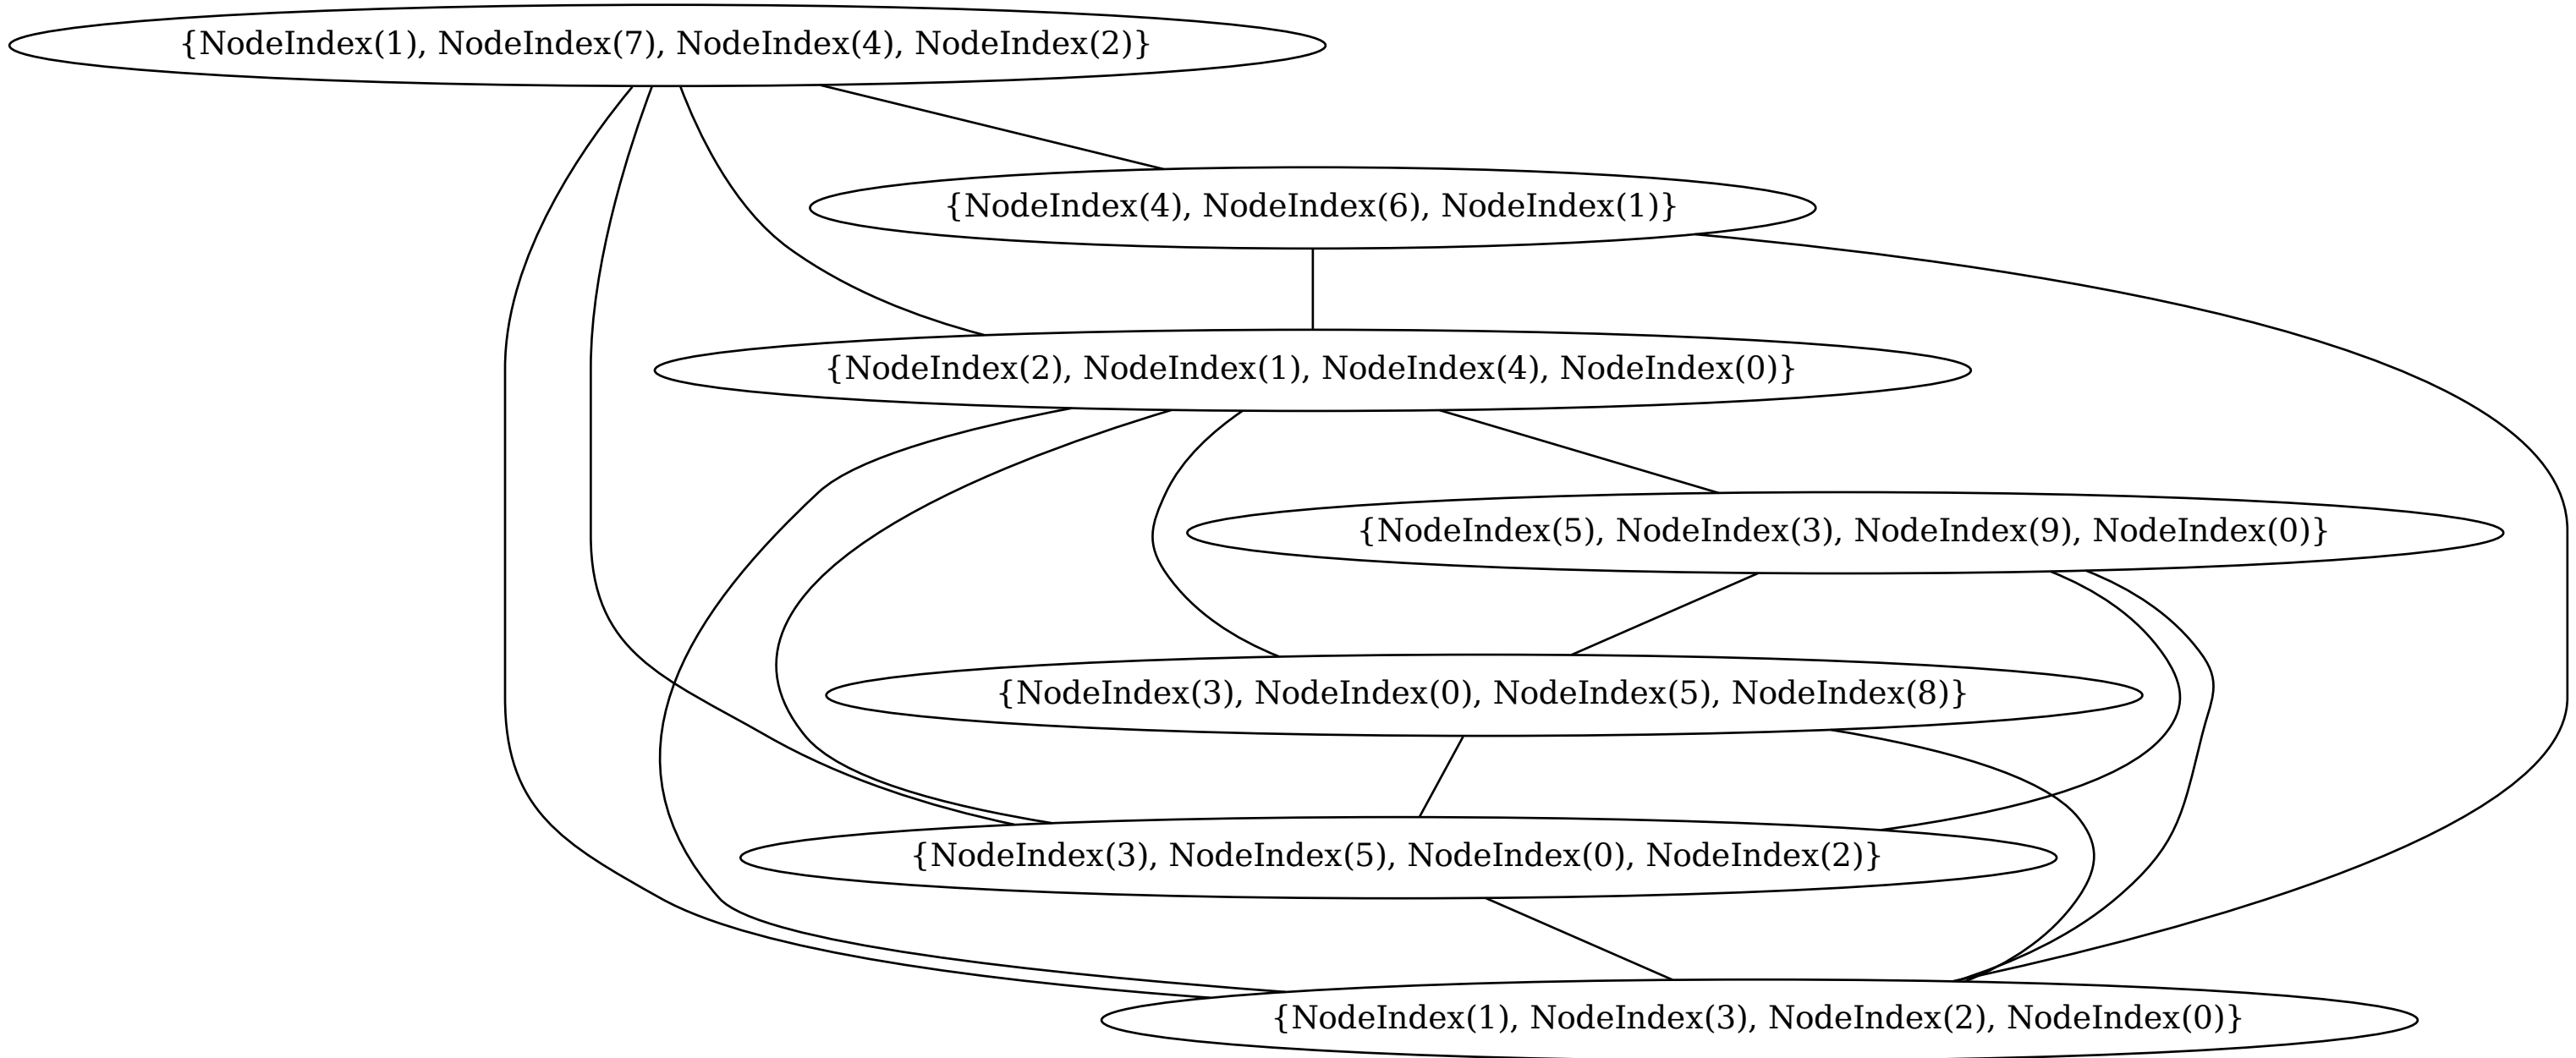 {NodeIndex(1), NodeIndex(7), NodeIndex(4), NodeIndex(2)}
{NodeIndex(4), NodeIndex(6), NodeIndex(1)}
{NodeIndex(2), NodeIndex(1), NodeIndex(4), NodeIndex(0)}
{NodeIndex(5), NodeIndex(3), NodeIndex(9), NodeIndex(0)}
{NodeIndex(3), NodeIndex(0), NodeIndex(5), NodeIndex(8)}
{NodeIndex(3), NodeIndex(5), NodeIndex(0), NodeIndex(2)}
{NodeIndex(1), NodeIndex(3), NodeIndex(2), NodeIndex(0)}